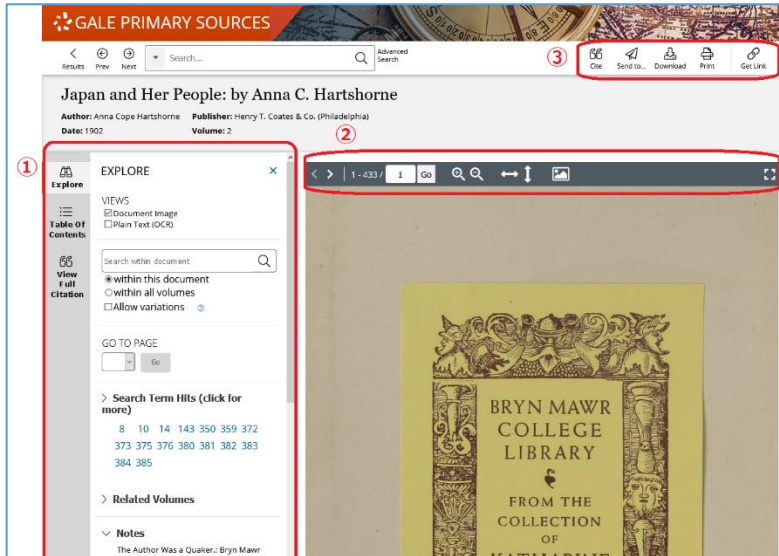 GALE PRIMARY SOURCES
Results Prev Next Search... Advanced Search ③ Cite Send to... Download Print Get Link
Japan and Her People: by Anna C. Hartshorne
Author: Anna Cope Hartshorne Publisher: Henry T. Coates & Co. (Philadelphia)
Date: 1902 Volume: 2
①
Explore
Table Of
Contents
View
Full
Citation
EXPLORE ×
VIEWS
Document Image
Plain Text (OCR)
Search within document
within this document
within all volumes
Allow variations
GO TO PAGE
Go
Search Term Hits (click for
more)
8 10 14 143 350 359 372
373 375 376 380 381 382 383
384 385
Related Volumes
Notes
The Author Was a Quaker.: Bryn Mawr
②
1 - 433 / 1 Go
BRYN MAWR
COLLEGE
LIBRARY
FROM THE
COLLECTION
OF
KATHARINE